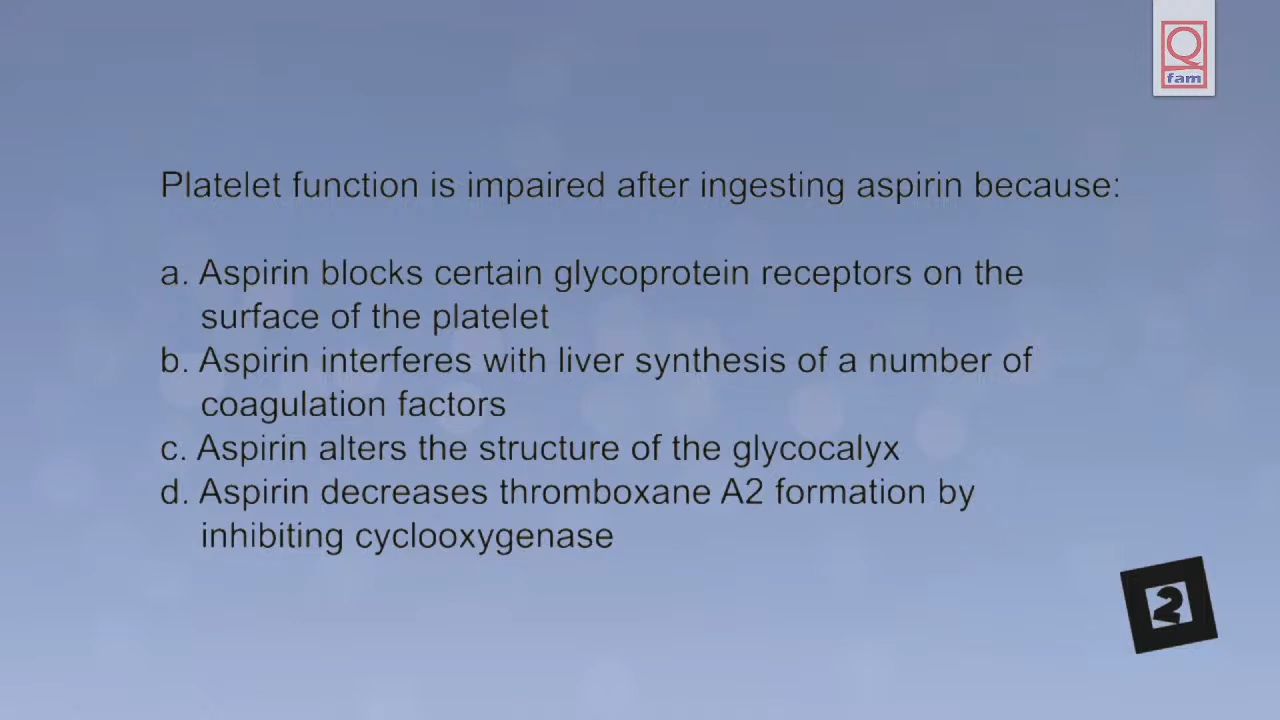 Q
fam
Platelet function is impaired after ingesting aspirin because:
a. Aspirin blocks certain glycoprotein receptors on the
surface of the platelet
b. Aspirin interferes with liver synthesis of a number of
coagulation factors
c. Aspirin alters the structure of the glycocalyx
d. Aspirin decreases thromboxane A2 formation by
inhibiting cyclooxygenase
2